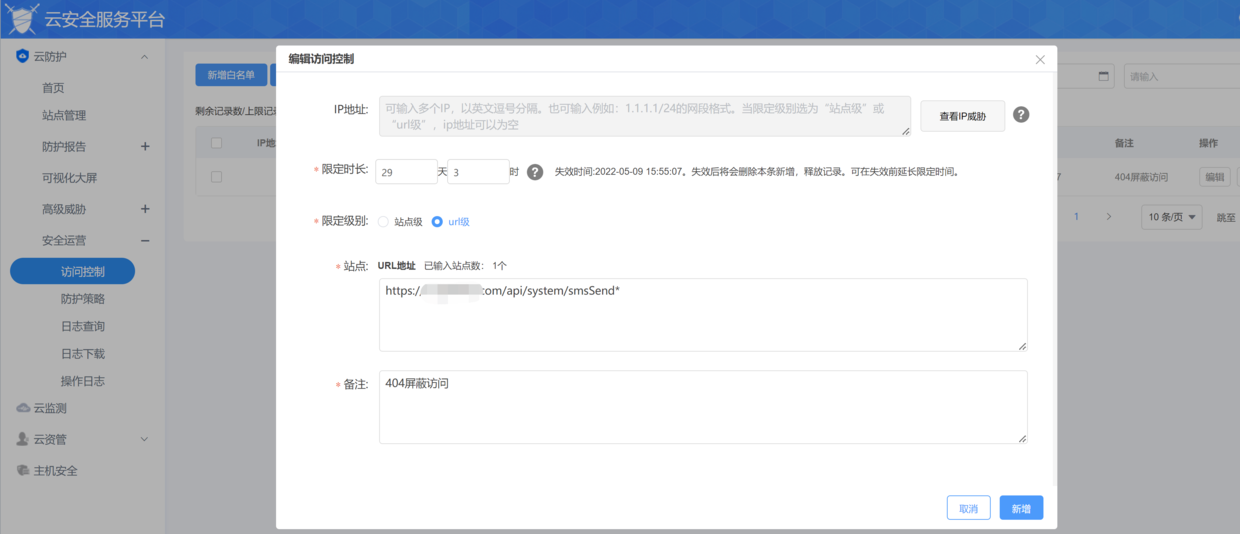 云安全服务平台
云防护
首页
站点管理
防护报告
可视化大屏
高级威胁
安全运营
访问控制
防护策略
日志查询
日志下载
操作日志
云监测
云资管
主机安全
新增白名单
请输入
剩余记录数/上限记
IP地
备注
操作
7
404屏蔽访问
编辑
1
10 条/页
跳至
编辑访问控制
IP地址:
可输入多个IP，以英文逗号分隔。也可输入例如：1.1.1.1/24的网段格式。当限定级别选为“站点级”或
“url级”，ip地址可以为空
查看IP威胁
?
* 限定时长: 29 天 3 时 ? 失效时间:2022-05-09 15:55:07。失效后将会删除本条新增，释放记录。可在失效前延长限定时间。
* 限定级别: 站点级 url级
* 站点: URL地址 已输入站点数： 1个
https:/ com/api/system/smsSend*
* 备注: 404屏蔽访问
取消
新增